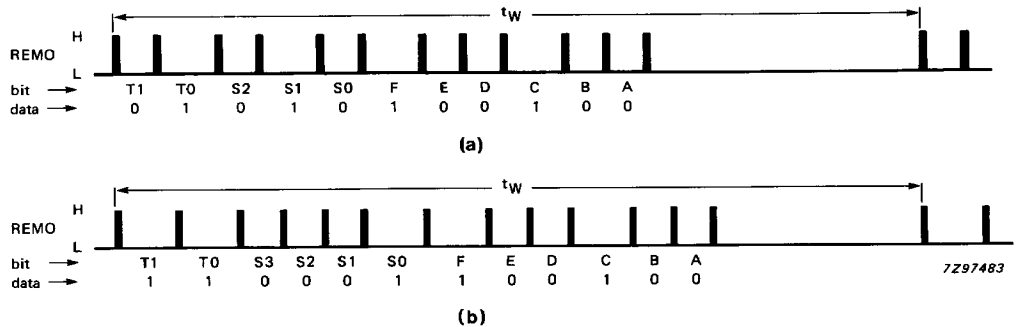 tW
H
REMO
L
bit → T1 T0 S2 S1 S0 F E D C B A
data → 0 1 0 1 0 1 0 0 1 0 0
(a)
tW
H
REMO
L
bit → T1 T0 S3 S2 S1 S0 F E D C B A
data → 1 1 0 0 0 1 1 0 0 1 0 0
7Z97483
(b)